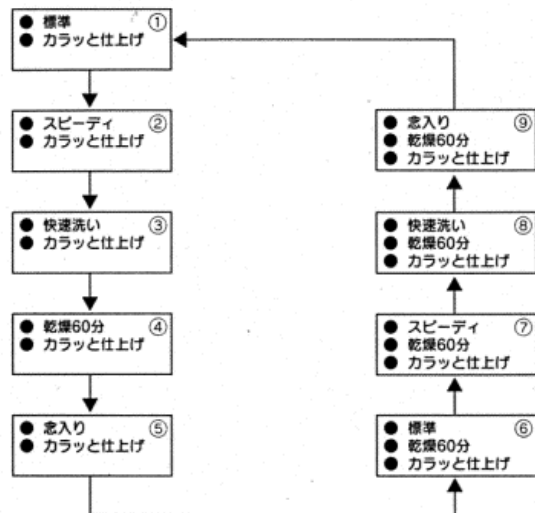 ● 標準 ①
● カラッと仕上げ
● スピーディ ②
● カラッと仕上げ
● 快速洗い ③
● カラッと仕上げ
● 乾燥60分 ④
● カラッと仕上げ
● 念入り ⑤
● カラッと仕上げ
● 標準 ⑥
● 乾燥60分
● カラッと仕上げ
● スピーディ ⑦
● 乾燥60分
● カラッと仕上げ
● 快速洗い ⑧
● 乾燥60分
● カラッと仕上げ
● 念入り ⑨
● 乾燥60分
● カラッと仕上げ